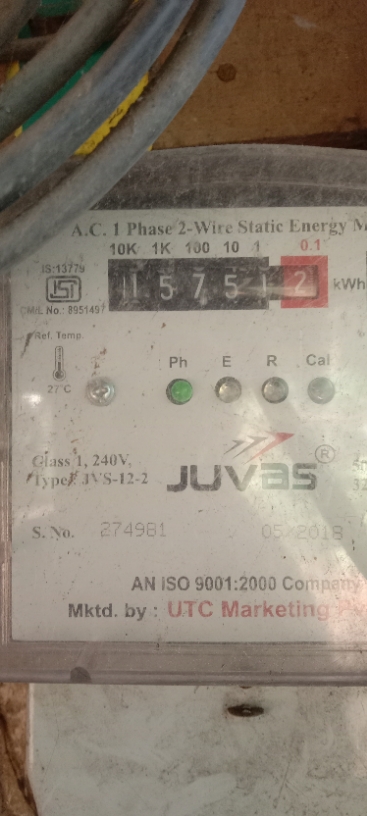 A.C. 1 Phase 2-Wire Static Energy
10K 1K 100 10 1 0.1
IS:13779
ISI
1 5 7 5 1 2 kWh
CM/L No.: 8951497
Ref. Temp.
27°C
Ph E R Cal
Class 1, 240V,
Type: JVS-12-2
JUVAS®
S. No. 274981 05/2018
AN ISO 9001:2000 Company
Mktd. by : UTC Marketing